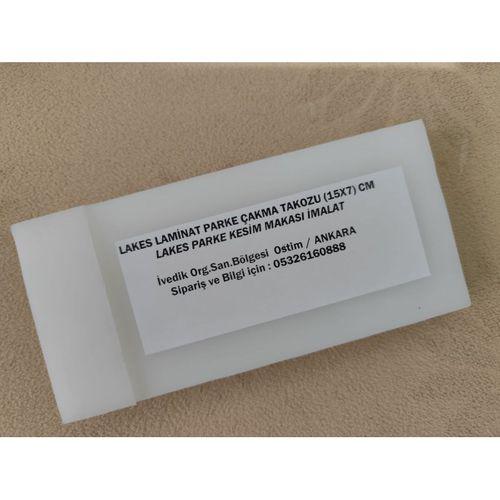 LAKES LAMİNAT PARKE ÇAKMA TAKOZU (15X7) CM
LAKES PARKE KESİM MAKASI İMALAT
İvedik Org.San.Bölgesi Ostim / ANKARA
Sipariş ve Bilgi için : 05326160888